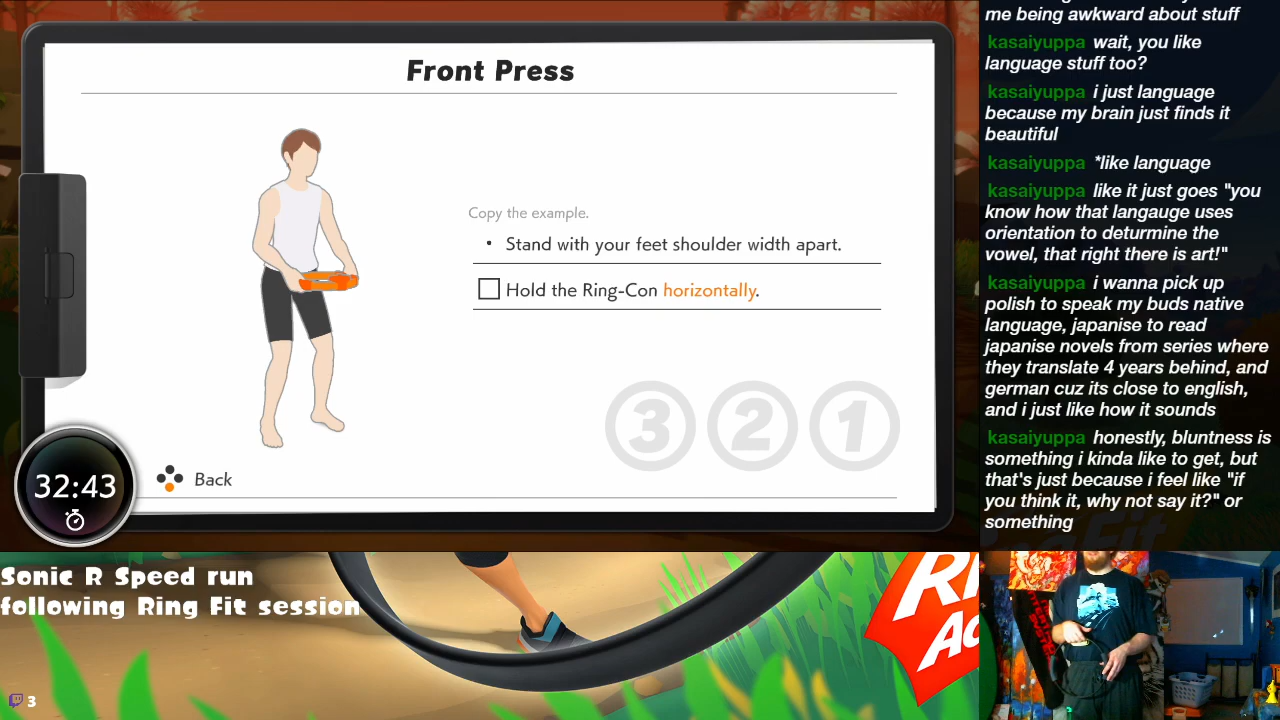 Front Press
Copy the example.
• Stand with your feet shoulder width apart.
Hold the Ring-Con horizontally.
3 2 1
32:43
Back
me being awkward about stuff
kasaiyuppa wait, you like
language stuff too?
kasaiyuppa i just language
because my brain just finds it
beautiful
kasaiyuppa *like language
kasaiyuppa like it just goes "you
know how that langauge uses
orientation to deturmine the
vowel, that right there is art!"
kasaiyuppa i wanna pick up
polish to speak my buds native
language, japanise to read
japanise novels from series where
they translate 4 years behind, and
german cuz its close to english,
and i just like how it sounds
kasaiyuppa honestly, bluntness is
something i kinda like to get, but
that's just because i feel like "if
you think it, why not say it?" or
something
Sonic R Speed run
following Ring Fit session
3